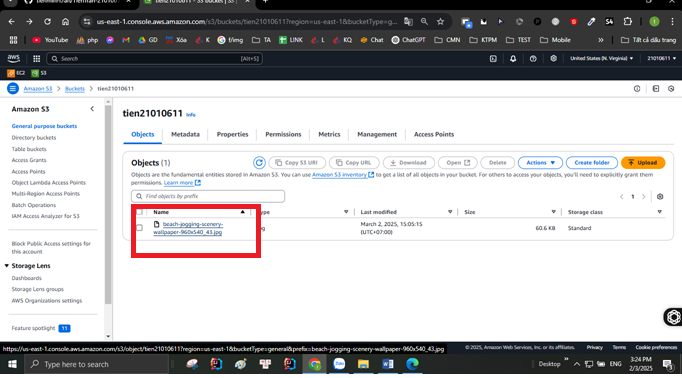 tien21010611 - S3 bucket | S3
us-east-1.console.aws.amazon.com/s3/buckets/tien21010611?region=us-east-1&bucketType=g...
YouTube php Mới GD Xóa K f/img TA LINK L KQ Chat ChatGPT CMN KTPM TEST Mobile Tất cả dấu trang
aws Search [Alt+S] United States (N. Virginia) 21010611
EC2 S3
Amazon S3 > Buckets > tien21010611
Amazon S3
General purpose buckets
Directory buckets
Table buckets
Access Grants
Access Points
Object Lambda Access Points
Multi-Region Access Points
Batch Operations
IAM Access Analyzer for S3
Block Public Access settings for
this account
Storage Lens
Dashboards
Storage Lens groups
AWS Organizations settings
Feature spotlight 11
tien21010611 Info
Objects Metadata Properties Permissions Metrics Management Access Points
Objects (1)
Copy S3 URI Copy URL Download Open Delete Actions Create folder Upload
Objects are the fundamental entities stored in Amazon S3. You can use Amazon S3 inventory to get a list of all objects in your bucket. For others to access your objects, you'll need to explicitly grant them
permissions. Learn more
Find objects by prefix
1
Name Type Last modified Size Storage class
beach-jogging-scenery-
wallpaper-960x540_43.jpg
March 2, 2025, 15:05:15
(UTC+07:00)
60.6 KB
Standard
https://us-east-1.console.aws.amazon.com/s3/object/tien21010611?region=us-east-1&bucketType=general&prefix=beach-jogging-scenery-wallpaper-960x540_43.jpg
© 2025, Amazon Web Services, Inc. or its affiliates. Privacy Terms Cookie preferences
Type here to search
Desktop
ENG
3:24 PM
2/3/2025